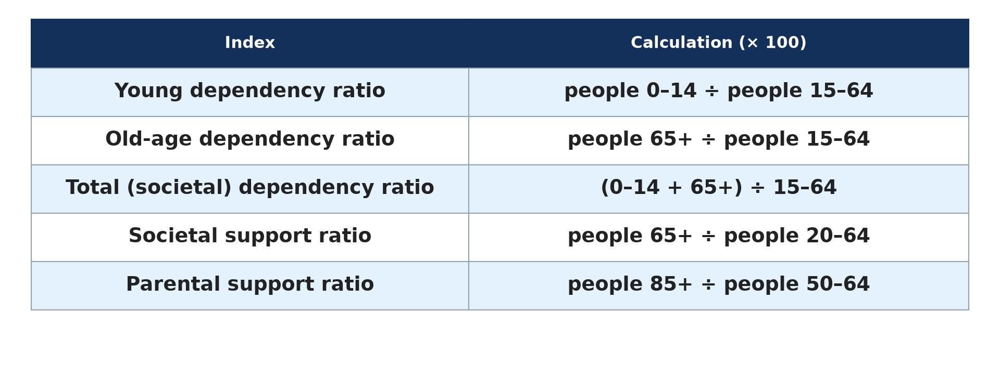 Index Calculation (× 100)
Young dependency ratio people 0–14 ÷ people 15–64
Old-age dependency ratio people 65+ ÷ people 15–64
Total (societal) dependency ratio (0–14 + 65+) ÷ 15–64
Societal support ratio people 65+ ÷ people 20–64
Parental support ratio people 85+ ÷ people 50–64